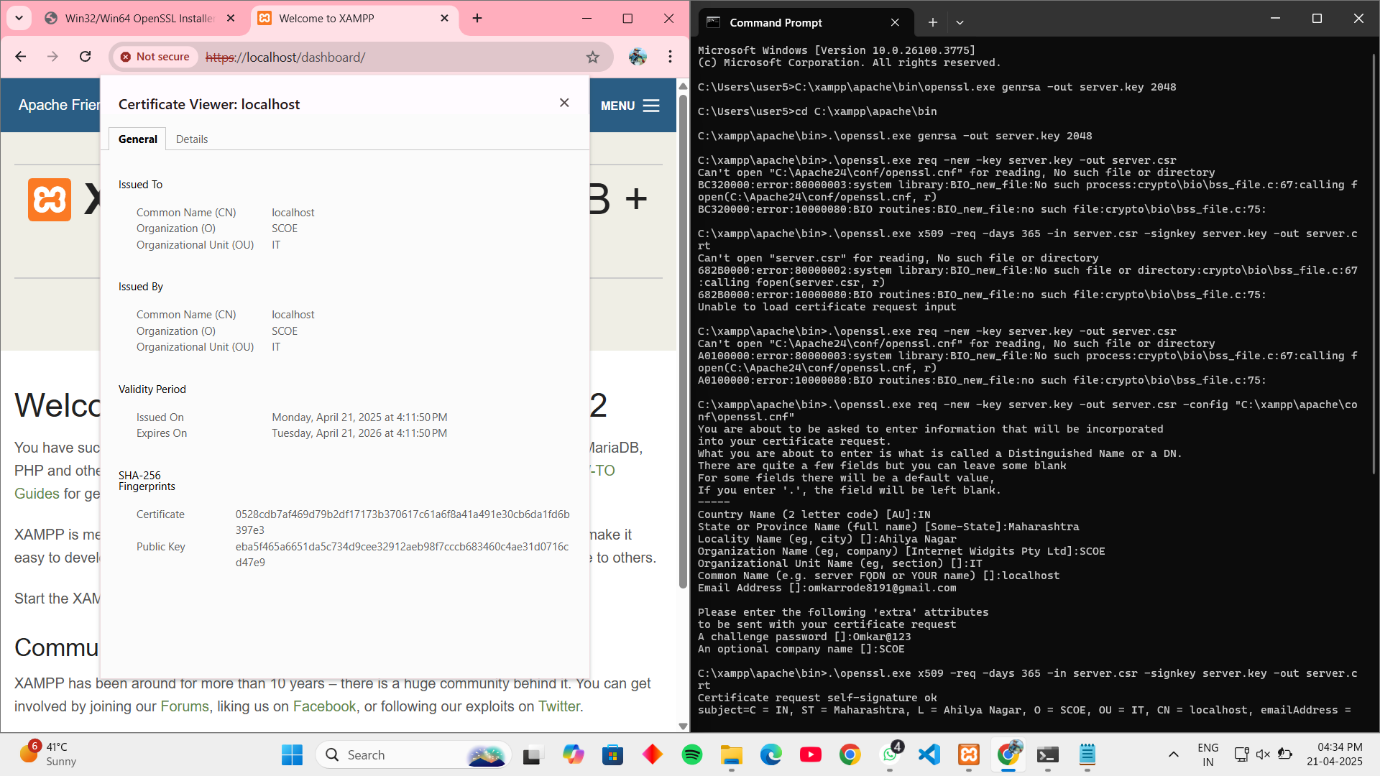 Win32/Win64 OpenSSL Installe
Welcome to XAMPP
Not secure
https://localhost/dashboard/
Apache Frien
MENU
B +
Welco
2
You have suc
MariaDB,
PHP and othe
Y-TO
Guides for ge
XAMPP is me
make it
easy to develo
e to others.
Start the XAM
Commu
XAMPP has been around for more than 10 years – there is a huge community behind it. You can get
involved by joining our Forums, liking us on Facebook, or following our exploits on Twitter.
Certificate Viewer: localhost
General
Details
Issued To
Common Name (CN) localhost
Organization (O) SCOE
Organizational Unit (OU) IT
Issued By
Common Name (CN) localhost
Organization (O) SCOE
Organizational Unit (OU) IT
Validity Period
Issued On Monday, April 21, 2025 at 4:11:50 PM
Expires On Tuesday, April 21, 2026 at 4:11:50 PM
SHA-256
Fingerprints
Certificate 0528cdb7af469d79b2df17173b370617c61a6f8a41a491e30cb6da1fd6b
397e3
Public Key eba5f465a6651da5c734d9cee32912aeb98f7cccb683460c4ae31d0716c
d47e9
Command Prompt
Microsoft Windows [Version 10.0.26100.3775]
(c) Microsoft Corporation. All rights reserved.
C:\Users\user5>C:\xampp\apache\bin\openssl.exe genrsa -out server.key 2048
C:\Users\user5>cd C:\xampp\apache\bin
C:\xampp\apache\bin>.\openssl.exe genrsa -out server.key 2048
C:\xampp\apache\bin>.\openssl.exe req -new -key server.key -out server.csr
Can't open "C:\Apache24\conf/openssl.cnf" for reading, No such file or directory
BC320000:error:80000003:system library:BIO_new_file:No such process:crypto\bio\bss_file.c:67:calling f
open(C:\Apache24\conf/openssl.cnf, r)
BC320000:error:10000080:BIO routines:BIO_new_file:no such file:crypto\bio\bss_file.c:75:
C:\xampp\apache\bin>.\openssl.exe x509 -req -days 365 -in server.csr -signkey server.key -out server.c
rt
Can't open "server.csr" for reading, No such file or directory
682B0000:error:80000002:system library:BIO_new_file:No such file or directory:crypto\bio\bss_file.c:67
:calling fopen(server.csr, r)
682B0000:error:10000080:BIO routines:BIO_new_file:no such file:crypto\bio\bss_file.c:75:
Unable to load certificate request input
C:\xampp\apache\bin>.\openssl.exe req -new -key server.key -out server.csr
Can't open "C:\Apache24\conf/openssl.cnf" for reading, No such file or directory
A0100000:error:80000003:system library:BIO_new_file:No such process:crypto\bio\bss_file.c:67:calling f
open(C:\Apache24\conf/openssl.cnf, r)
A0100000:error:10000080:BIO routines:BIO_new_file:no such file:crypto\bio\bss_file.c:75:
C:\xampp\apache\bin>.\openssl.exe req -new -key server.key -out server.csr -config "C:\xampp\apache\co
nf\openssl.cnf"
You are about to be asked to enter information that will be incorporated
into your certificate request.
What you are about to enter is what is called a Distinguished Name or a DN.
There are quite a few fields but you can leave some blank
For some fields there will be a default value,
If you enter '.', the field will be left blank.
-----
Country Name (2 letter code) [AU]:IN
State or Province Name (full name) [Some-State]:Maharashtra
Locality Name (eg, city) []:Ahilya Nagar
Organization Name (eg, company) [Internet Widgits Pty Ltd]:SCOE
Organizational Unit Name (eg, section) []:IT
Common Name (e.g. server FQDN or YOUR name) []:localhost
Email Address []:omkarrode8191@gmail.com
Please enter the following 'extra' attributes
to be sent with your certificate request
A challenge password []:Omkar@123
An optional company name []:SCOE
C:\xampp\apache\bin>.\openssl.exe x509 -req -days 365 -in server.csr -signkey server.key -out server.c
rt
Certificate request self-signature ok
subject=C = IN, ST = Maharashtra, L = Ahilya Nagar, O = SCOE, OU = IT, CN = localhost, emailAddress =
6
41°C
Sunny
Search
4
ENG
IN
04:34 PM
21-04-2025